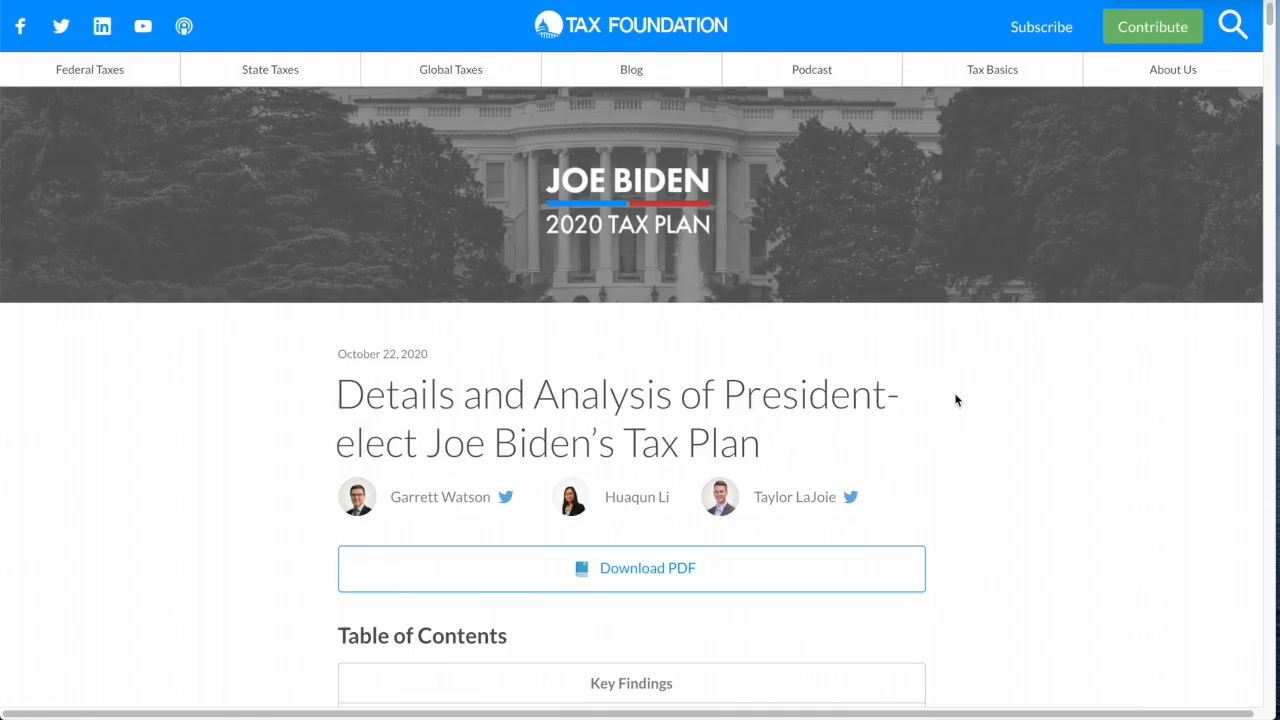 TAX FOUNDATION
Subscribe
Contribute
Federal Taxes
State Taxes
Global Taxes
Blog
Podcast
Tax Basics
About Us
JOE BIDEN
2020 TAX PLAN
October 22, 2020
Details and Analysis of President-
elect Joe Biden’s Tax Plan
Garrett Watson
Huaqun Li
Taylor LaJoie
Download PDF
Table of Contents
Key Findings